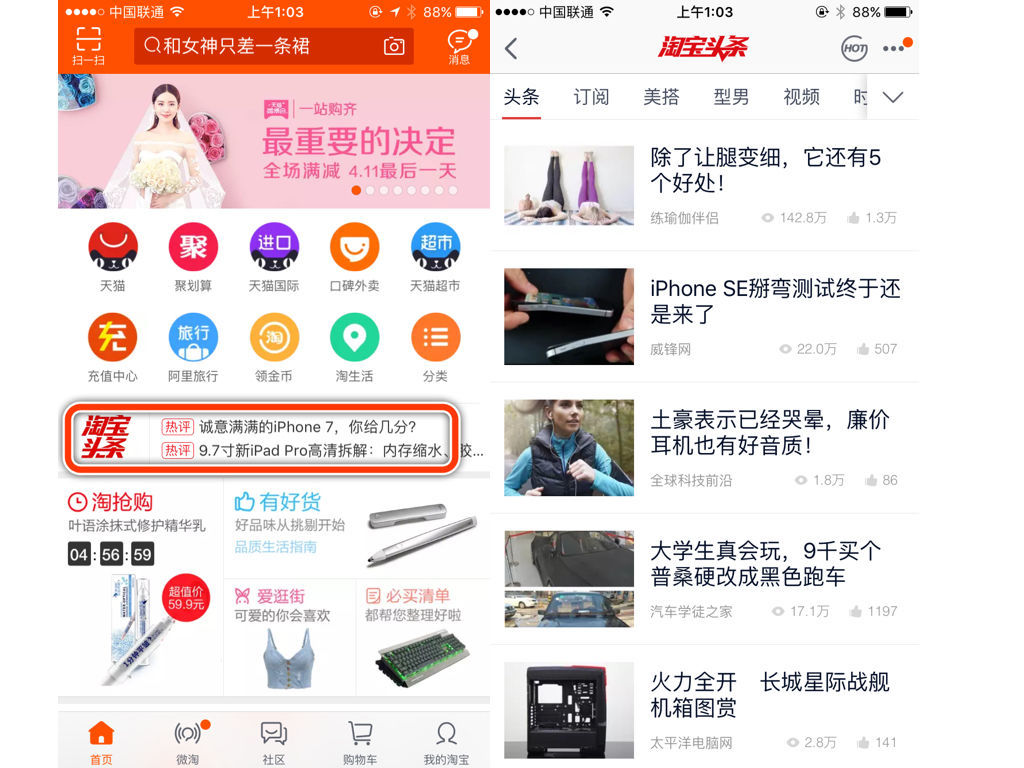 中国联通 上午1:03 88%
扫一扫 和女神只差一条裙 消息
一站购齐
最重要的决定
全场满减 4.11最后一天
聚 进口 超市
天猫 聚划算 天猫国际 口碑外卖 天猫超市
充 旅行 淘
充值中心 阿里旅行 领金币 淘生活 分类
淘宝头条
热评 诚意满满的iPhone 7，你给几分？
热评 9.7寸新iPad Pro高清拆解：内存缩水、胶...
淘抢购
叶语涂抹式修护精华乳
04:56:59
超值价
59.9元
1分钟平皱？
有好货
好品味从挑剔开始
品质生活指南
爱逛街
可爱的你会喜欢
必买清单
都帮您整理好啦
首页 微淘 社区 购物车 我的淘宝
中国联通 上午1:03 88%
淘宝头条 HOT
头条 订阅 美搭 型男 视频 时
除了让腿变细，它还有5
个好处！
练瑜伽伴侣 142.8万 1.3万
iPhone SE掰弯测试终于还
是来了
威锋网 22.0万 507
土豪表示已经哭晕，廉价
耳机也有好音质！
全球科技前沿 1.8万 86
大学生真会玩，9千买个
普桑硬改成黑色跑车
汽车学徒之家 17.1万 1197
火力全开 长城星际战舰
机箱图赏
太平洋电脑网 2.8万 141